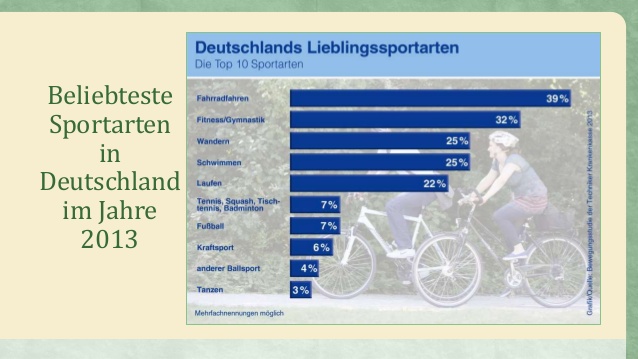 Beliebteste
Sportarten
in
Deutschland
im Jahre
2013
Deutschlands Lieblingssportarten
Die Top 10 Sportarten
Fahrradfahren 39%
Fitness/Gymnastik 32%
Wandern 25%
Schwimmen 25%
Laufen 22%
Tennis, Squash, Tisch-
tennis, Badminton 7%
Fußball 7%
Kraftsport 6%
anderer Ballsport 4%
Tanzen 3%
Mehrfachnennungen möglich
Grafik/Quelle: Bewegungsstudie der Techniker Krankenkasse 2013